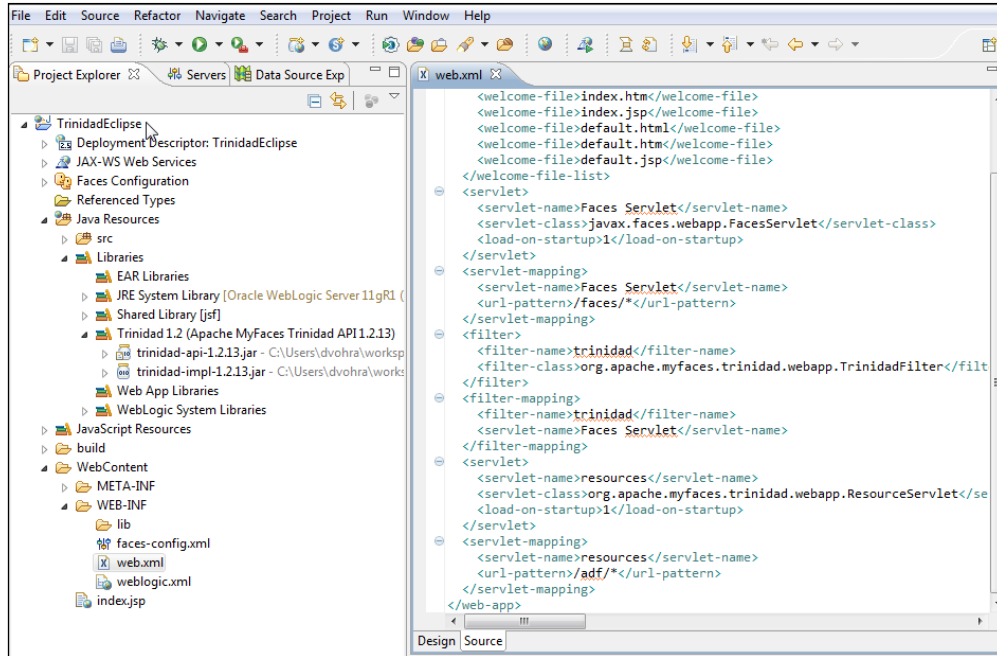 File Edit Source Refactor Navigate Search Project Run Window Help
Project Explorer Servers Data Source Exp
TrinidadEclipse
Deployment Descriptor: TrinidadEclipse
JAX-WS Web Services
Faces Configuration
Referenced Types
Java Resources
src
Libraries
EAR Libraries
JRE System Library [Oracle WebLogic Server 11gR1 (
Shared Library [jsf]
Trinidad 1.2 (Apache MyFaces Trinidad API 1.2.13)
trinidad-api-1.2.13.jar - C:\Users\dvohra\worksp
trinidad-impl-1.2.13.jar - C:\Users\dvohra\works
Web App Libraries
WebLogic System Libraries
JavaScript Resources
build
WebContent
META-INF
WEB-INF
lib
faces-config.xml
web.xml
weblogic.xml
index.jsp
web.xml
<welcome-file>index.htm</welcome-file>
<welcome-file>index.jsp</welcome-file>
<welcome-file>default.html</welcome-file>
<welcome-file>default.htm</welcome-file>
<welcome-file>default.jsp</welcome-file>
</welcome-file-list>
<servlet>
<servlet-name>Faces Servlet</servlet-name>
<servlet-class>javax.faces.webapp.FacesServlet</servlet-class>
<load-on-startup>1</load-on-startup>
</servlet>
<servlet-mapping>
<servlet-name>Faces Servlet</servlet-name>
<url-pattern>/faces/*</url-pattern>
</servlet-mapping>
<filter>
<filter-name>trinidad</filter-name>
<filter-class>org.apache.myfaces.trinidad.webapp.TrinidadFilter</filt
</filter>
<filter-mapping>
<filter-name>trinidad</filter-name>
<servlet-name>Faces Servlet</servlet-name>
</filter-mapping>
<servlet>
<servlet-name>resources</servlet-name>
<servlet-class>org.apache.myfaces.trinidad.webapp.ResourceServlet</se
<load-on-startup>1</load-on-startup>
</servlet>
<servlet-mapping>
<servlet-name>resources</servlet-name>
<url-pattern>/adf/*</url-pattern>
</servlet-mapping>
</web-app>
Design Source